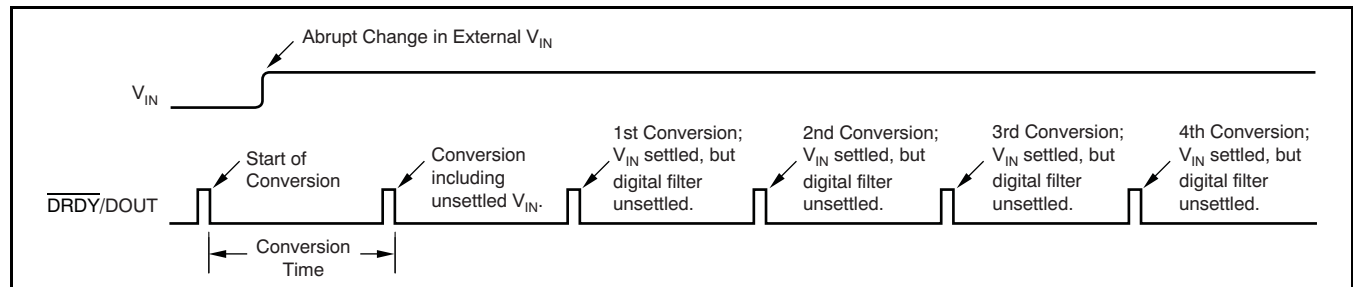 Abrupt Change in External VIN
VIN
Start of
Conversion
Conversion
including
unsettled VIN.
1st Conversion;
VIN settled, but
digital filter
unsettled.
2nd Conversion;
VIN settled, but
digital filter
unsettled.
3rd Conversion;
VIN settled, but
digital filter
unsettled.
4th Conversion;
VIN settled, but
digital filter
unsettled.
DRDY/DOUT
Conversion
Time